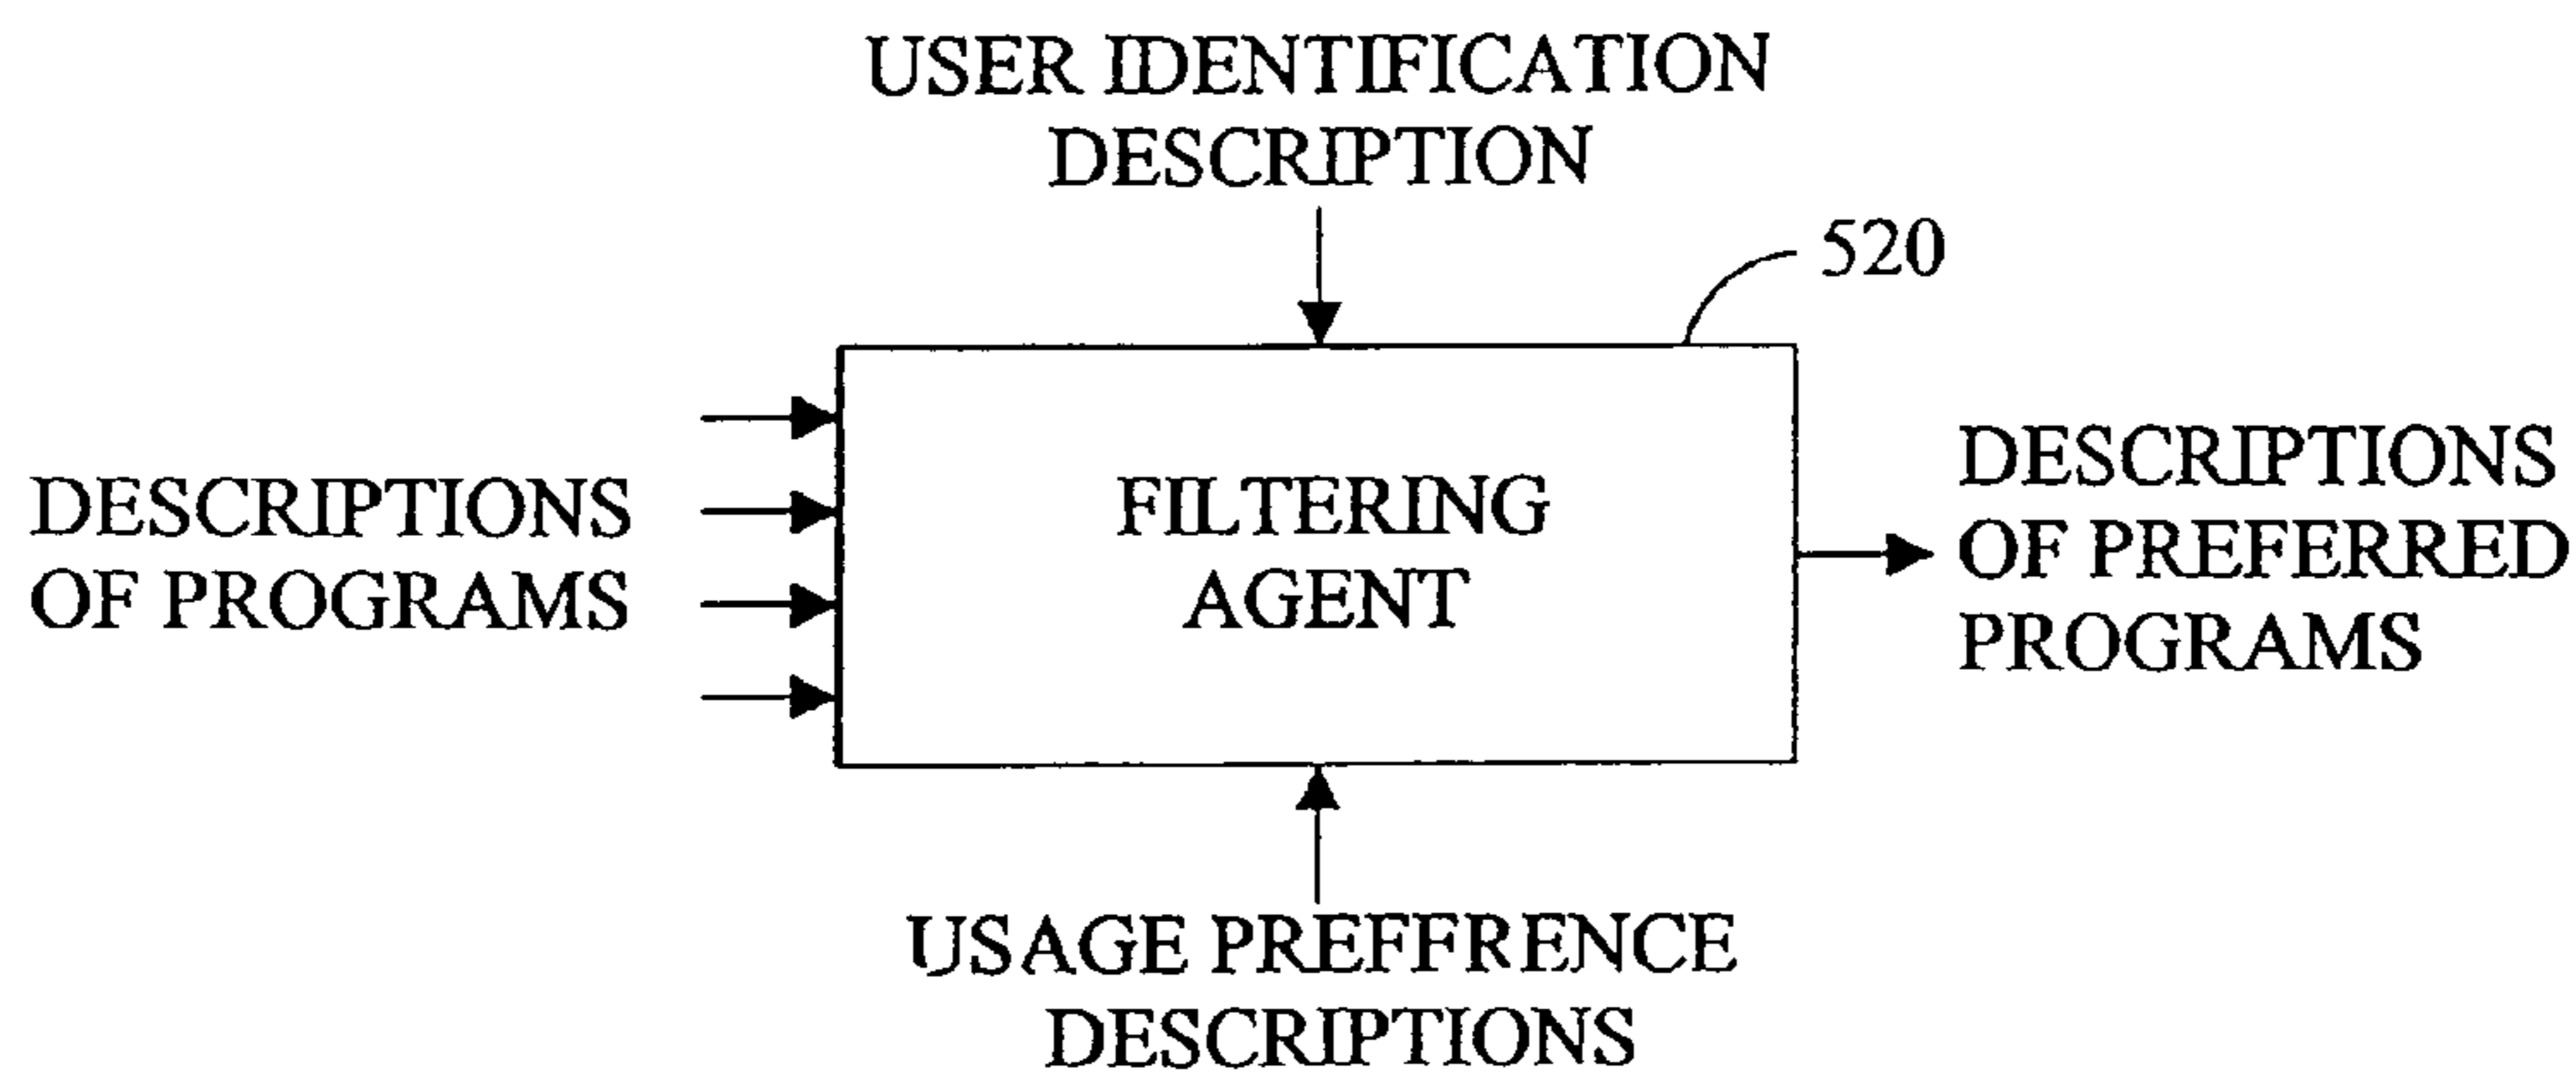 USER IDENTIFICATION
DESCRIPTION
520
DESCRIPTIONS
OF PROGRAMS
FILTERING
AGENT
DESCRIPTIONS
OF PREFERRED
PROGRAMS
USAGE PREFFRENCE
DESCRIPTIONS